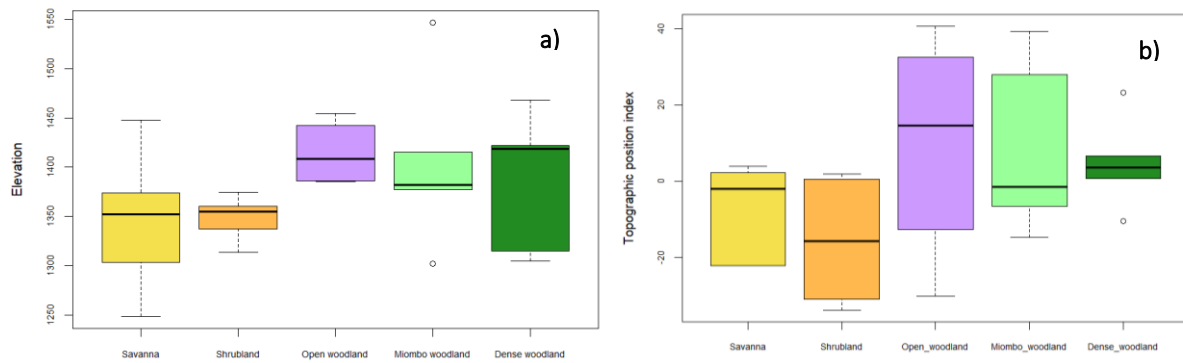 a)
Elevation
1550
1500
1450
1400
1350
1300
1250
Savanna Shrubland Open woodland Miombo woodland Dense woodland
b)
Topographic position index
40
20
0
-20
Savanna Shrubland Open_woodland Miombo_woodland Dense_woodland